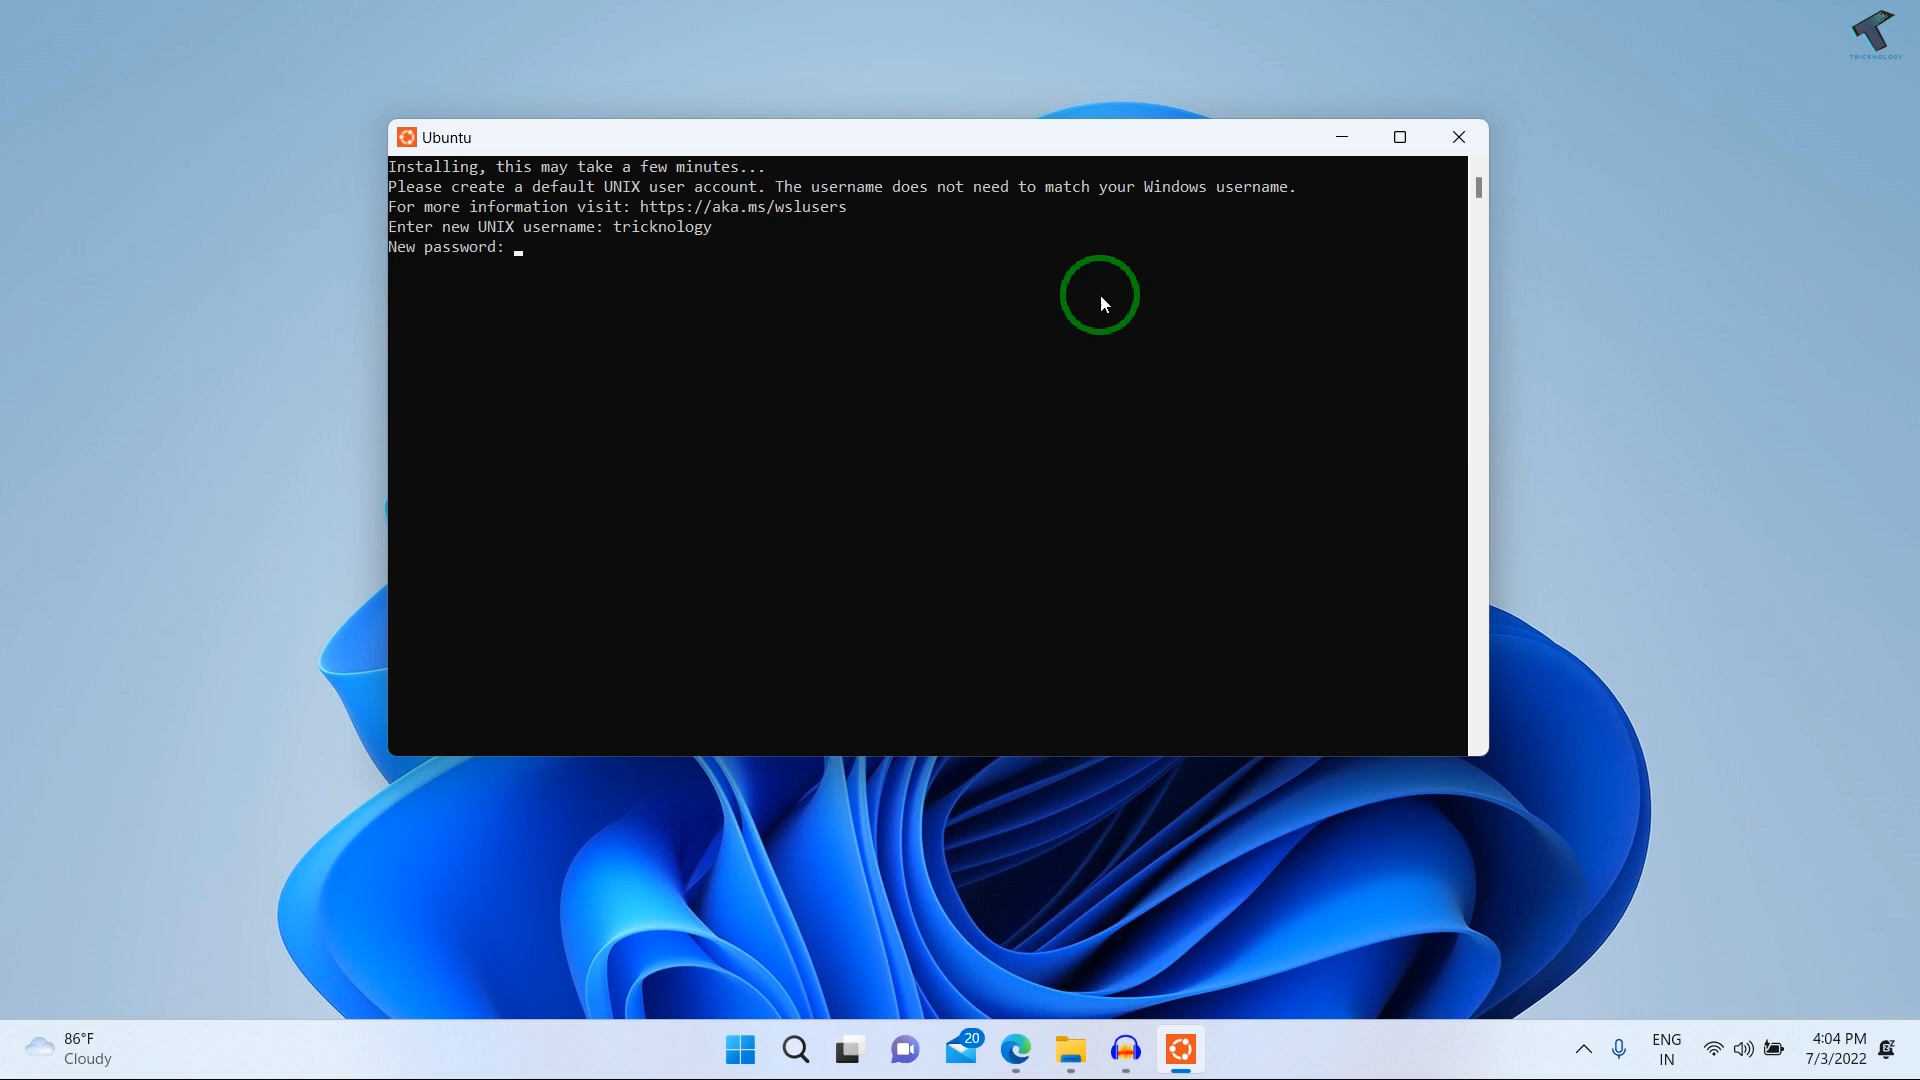 TRICKNOLOGY
Ubuntu
Installing, this may take a few minutes...
Please create a default UNIX user account. The username does not need to match your Windows username.
For more information visit: https://aka.ms/wslusers
Enter new UNIX username: tricknology
New password:
86°F
Cloudy
20
ENG
IN
4:04 PM
7/3/2022